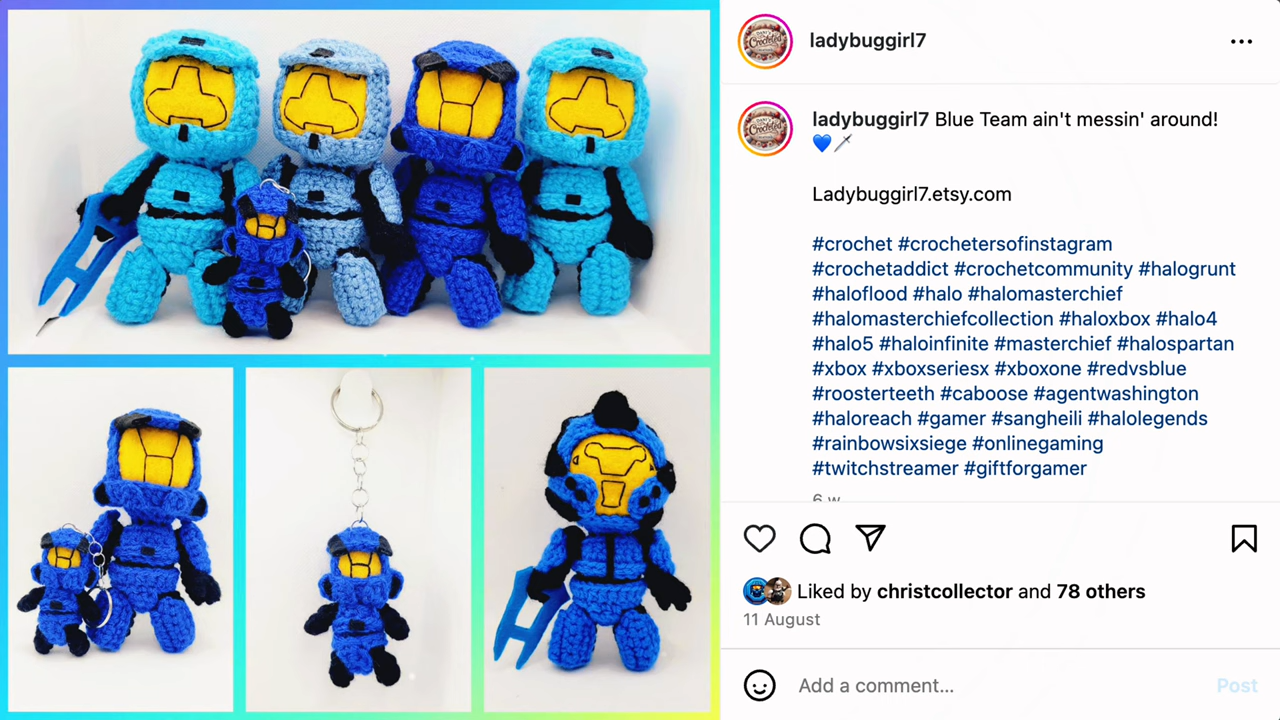 ladybuggirl7
ladybuggirl7 Blue Team ain't messin' around!
💙🗡️
Ladybuggirl7.etsy.com
#crochet #crochetersofinstagram
#crochetaddict #crochetcommunity #halogrunt
#haloflood #halo #halomasterchief
#halomasterchiefcollection #haloxbox #halo4
#halo5 #haloinfinite #masterchief #halospartan
#xbox #xboxseriesx #xboxone #redvsblue
#roosterteeth #caboose #agentwashington
#haloreach #gamer #sangheili #halolegends
#rainbowsixsiege #onlinegaming
#twitchstreamer #giftforgamer
6 w
Liked by christcollector and 78 others
11 August
Add a comment...
Post